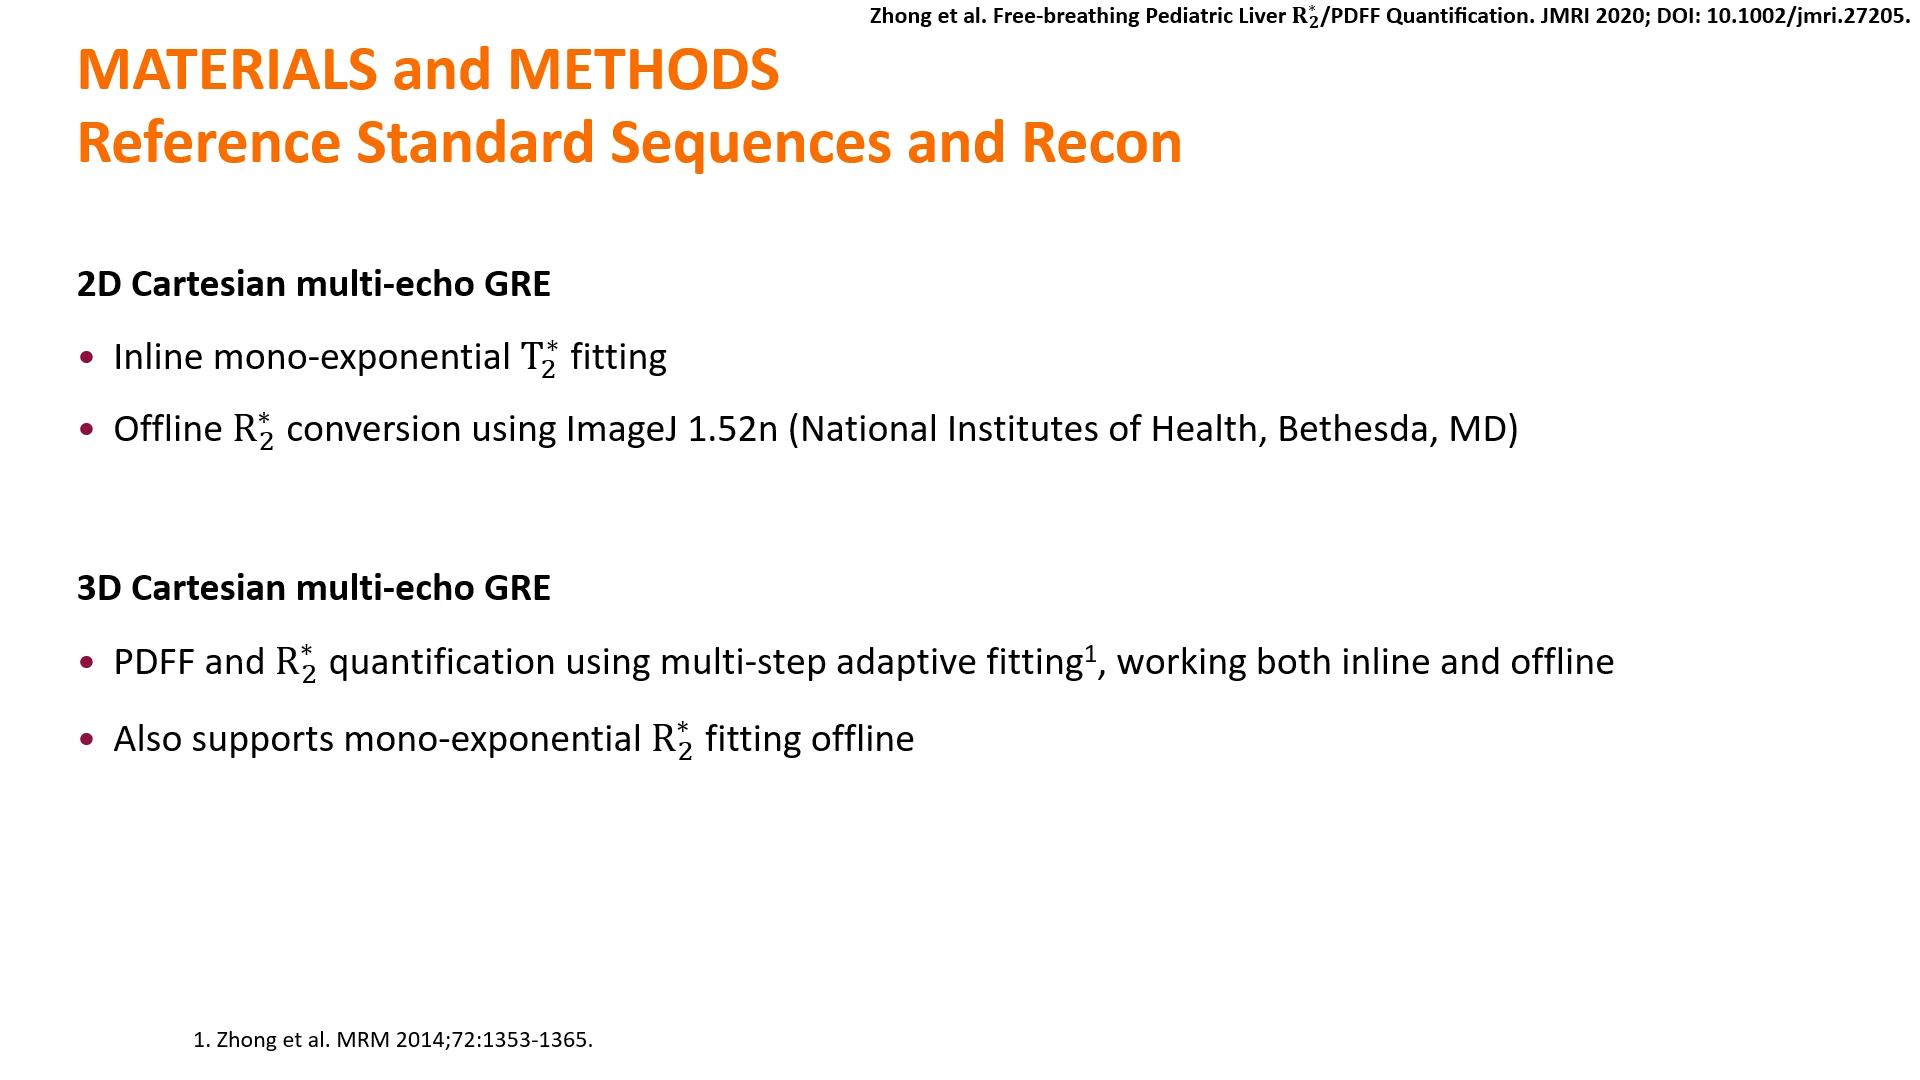 Zhong et al. Free-breathing Pediatric Liver R₂*/PDFF Quantification. JMRI 2020; DOI: 10.1002/jmri.27205.
MATERIALS and METHODS
Reference Standard Sequences and Recon
2D Cartesian multi-echo GRE
• Inline mono-exponential T₂* fitting
• Offline R₂* conversion using ImageJ 1.52n (National Institutes of Health, Bethesda, MD)
3D Cartesian multi-echo GRE
• PDFF and R₂* quantification using multi-step adaptive fitting¹, working both inline and offline
• Also supports mono-exponential R₂* fitting offline
1. Zhong et al. MRM 2014;72:1353-1365.